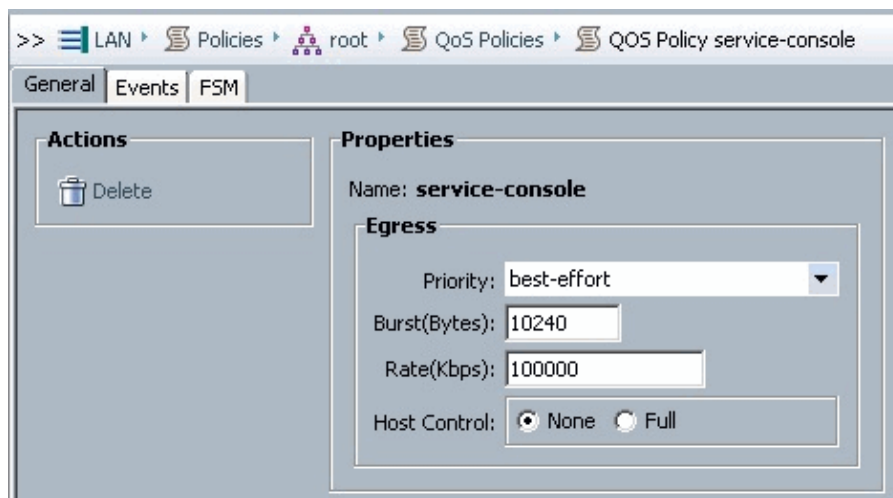 >> LAN Policies root QoS Policies QOS Policy service-console
General Events FSM
Actions
Delete
Properties
Name: service-console
Egress
Priority: best-effort
Burst(Bytes): 10240
Rate(Kbps): 100000
Host Control: None Full